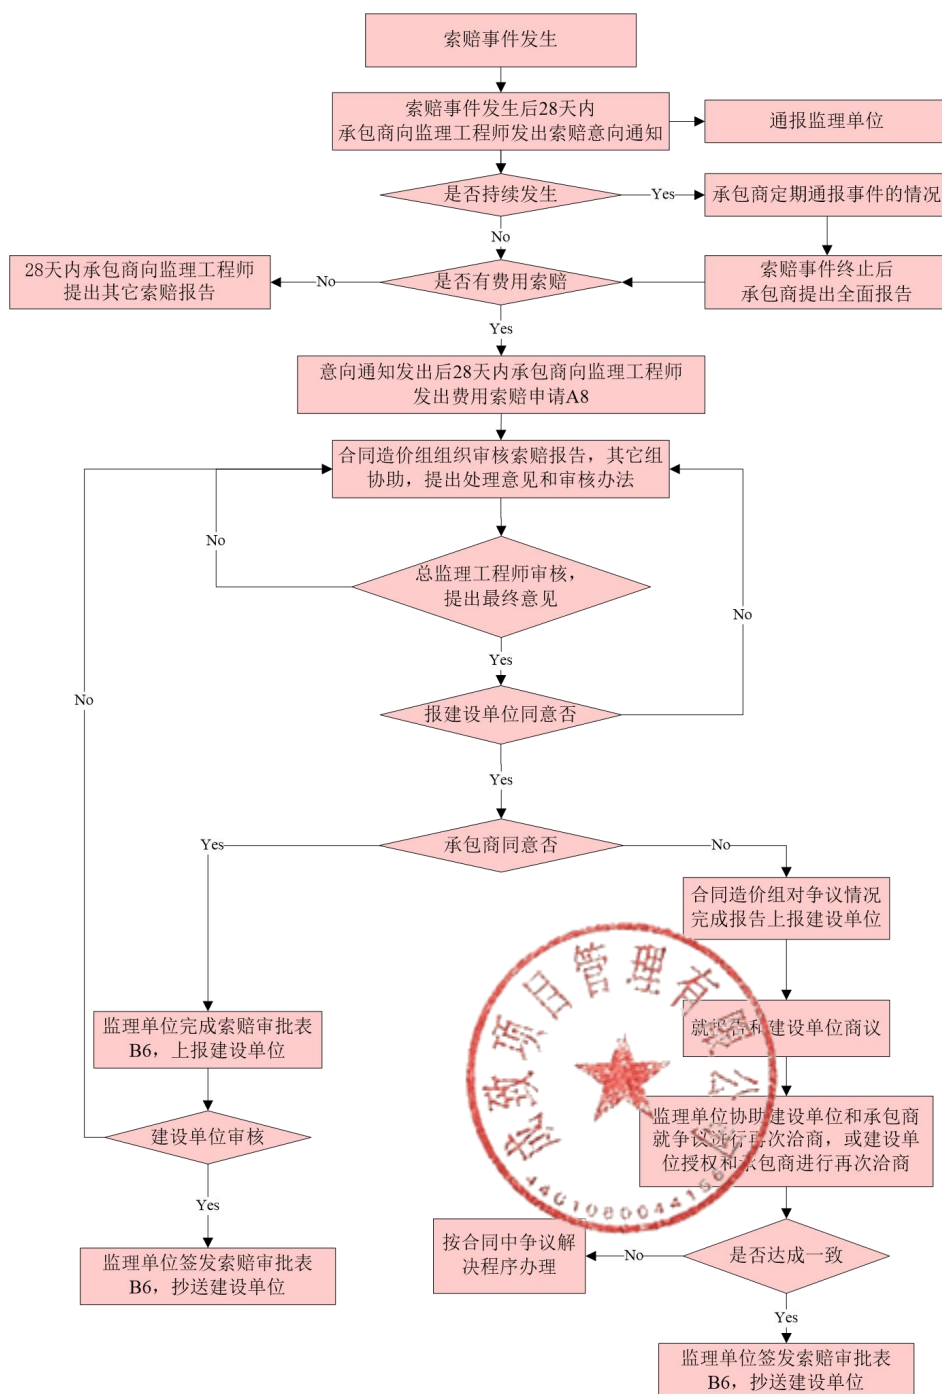 索赔事件发生
索赔事件发生后28天内
承包商向监理工程师发出索赔意向通知
通报监理单位
是否持续发生
Yes
承包商定期通报事件的情况
No
28天内承包商向监理工程师
提出其它索赔报告
No
是否有费用索赔
索赔事件终止后
承包商提出全面报告
Yes
意向通知发出后28天内承包商向监理工程师
发出费用索赔申请A8
合同造价组组织审核索赔报告，其它组
协助，提出处理意见和审核办法
No
总监理工程师审核，
提出最终意见
No
Yes
No
报建设单位同意否
Yes
Yes
承包商同意否
No
合同造价组对争议情况
完成报告上报建设单位
监理单位完成索赔审批表
B6，上报建设单位
就报告和建设单位商议
建设单位审核
监理单位协助建设单位和承包商
就争议进行再次洽商，或建设单
位授权和承包商进行再次洽商
Yes
监理单位签发索赔审批表
B6，抄送建设单位
按合同中争议解
决程序办理
No
是否达成一致
Yes
监理单位签发索赔审批表
B6，抄送建设单位
致项目管理有限公司